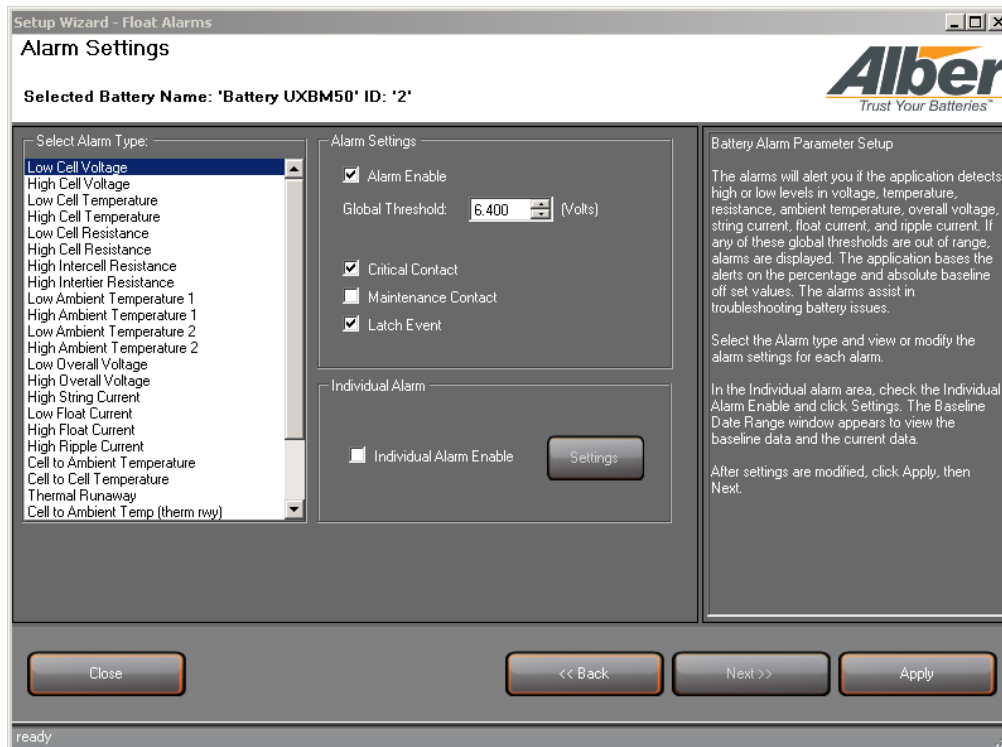 Setup Wizard - Float Alarms
Alarm Settings
Selected Battery Name: 'Battery UXBM50' ID: '2'
Alber
Trust Your Batteries™
Select Alarm Type:
Low Cell Voltage
High Cell Voltage
Low Cell Temperature
High Cell Temperature
Low Cell Resistance
High Cell Resistance
High Intercell Resistance
High Intertier Resistance
Low Ambient Temperature 1
High Ambient Temperature 1
Low Ambient Temperature 2
High Ambient Temperature 2
Low Overall Voltage
High Overall Voltage
High String Current
Low Float Current
High Float Current
High Ripple Current
Cell to Ambient Temperature
Cell to Cell Temperature
Thermal Runaway
Cell to Ambient Temp (therm rwy)
Alarm Settings
Alarm Enable
Global Threshold: 6.400 (Volts)
Critical Contact
Maintenance Contact
Latch Event
Individual Alarm
Individual Alarm Enable
Settings
Battery Alarm Parameter Setup
The alarms will alert you if the application detects
high or low levels in voltage, temperature,
resistance, ambient temperature, overall voltage,
string current, float current, and ripple current. If
any of these global thresholds are out of range,
alarms are displayed. The application bases the
alerts on the percentage and absolute baseline
off set values. The alarms assist in
troubleshooting battery issues.
Select the Alarm type and view or modify the
alarm settings for each alarm.
In the Individual alarm area, check the Individual
Alarm Enable and click Settings. The Baseline
Date Range window appears to view the
baseline data and the current data.
After settings are modified, click Apply, then
Next.
Close
<< Back
Next >>
Apply
ready